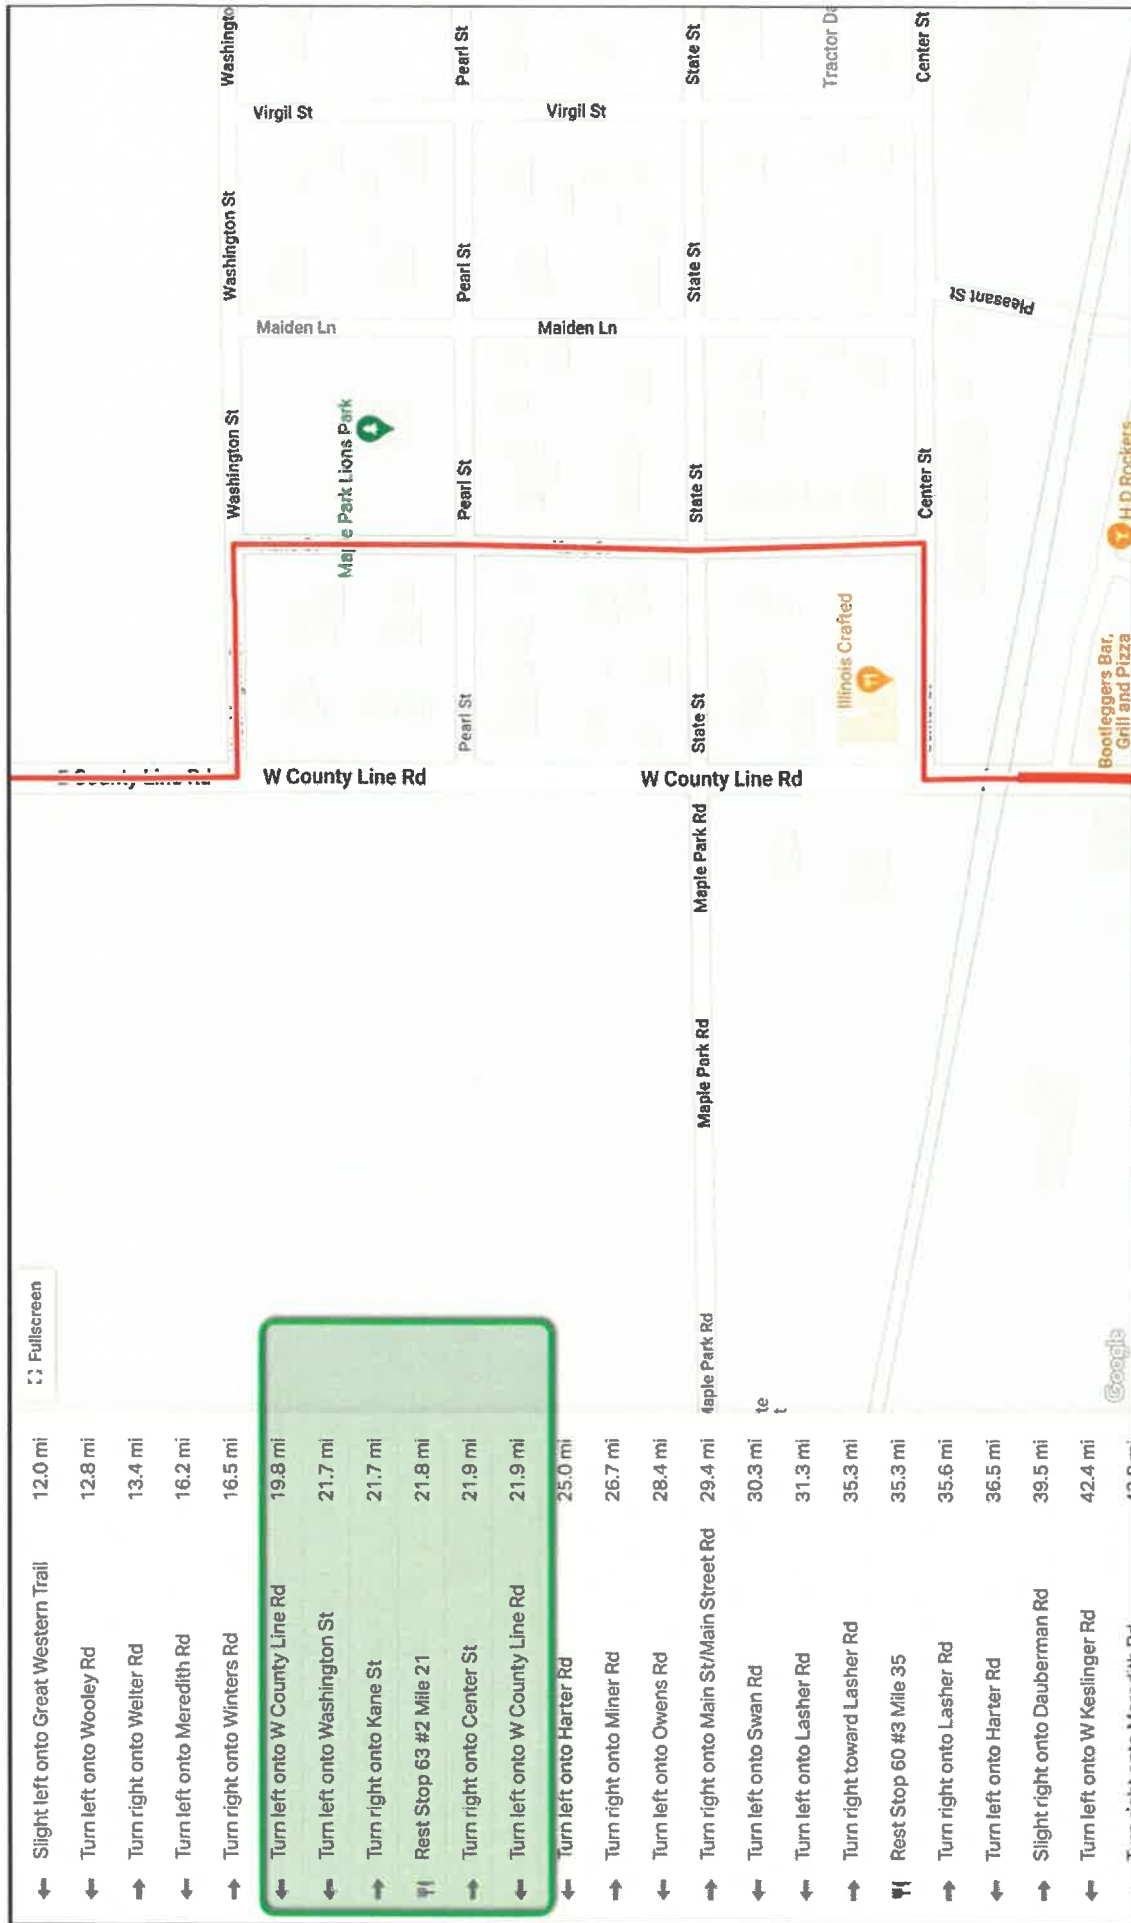 Slight left onto Great Western Trail 12.0 mi
Turn left onto Wooley Rd 12.8 mi
Turn right onto Welter Rd 13.4 mi
Turn left onto Meredith Rd 16.2 mi
Turn right onto Winters Rd 16.5 mi
Turn left onto W County Line Rd 19.8 mi
Turn left onto Washington St 21.7 mi
Turn right onto Kane St 21.7 mi
Rest Stop 63 #2 Mile 21 21.8 mi
Turn right onto Center St 21.9 mi
Turn left onto W County Line Rd 21.9 mi
Turn left onto Harter Rd 25.0 mi
Turn right onto Miner Rd 26.7 mi
Turn left onto Owens Rd 28.4 mi
Turn right onto Main St/Main Street Rd 29.4 mi
Turn left onto Swan Rd 30.3 mi
Turn left onto Lasher Rd 31.3 mi
Turn right toward Lasher Rd 35.3 mi
Rest Stop 60 #3 Mile 35 35.3 mi
Turn right onto Lasher Rd 35.6 mi
Turn left onto Harter Rd 36.5 mi
Slight right onto Dauberman Rd 39.5 mi
Turn left onto W Keslinger Rd 42.4 mi
Fullscreen
Washington St
Washington St
Washingto
Virgil St
Virgil St
Maiden Ln
Maiden Ln
Maple Park Lions Park
Pearl St
Pearl St
Pearl St
Pearl St
W County Line Rd
W County Line Rd
County Line Rd
Maple Park Rd
Maple Park Rd
Maple Park Rd
State St
State St
State St
State St
te
t
Illinois Crafted
Tractor Da
Center St
Center St
Pleasant St
Bootleggers Bar,
Grill and Pizza
H D Rockers
Google